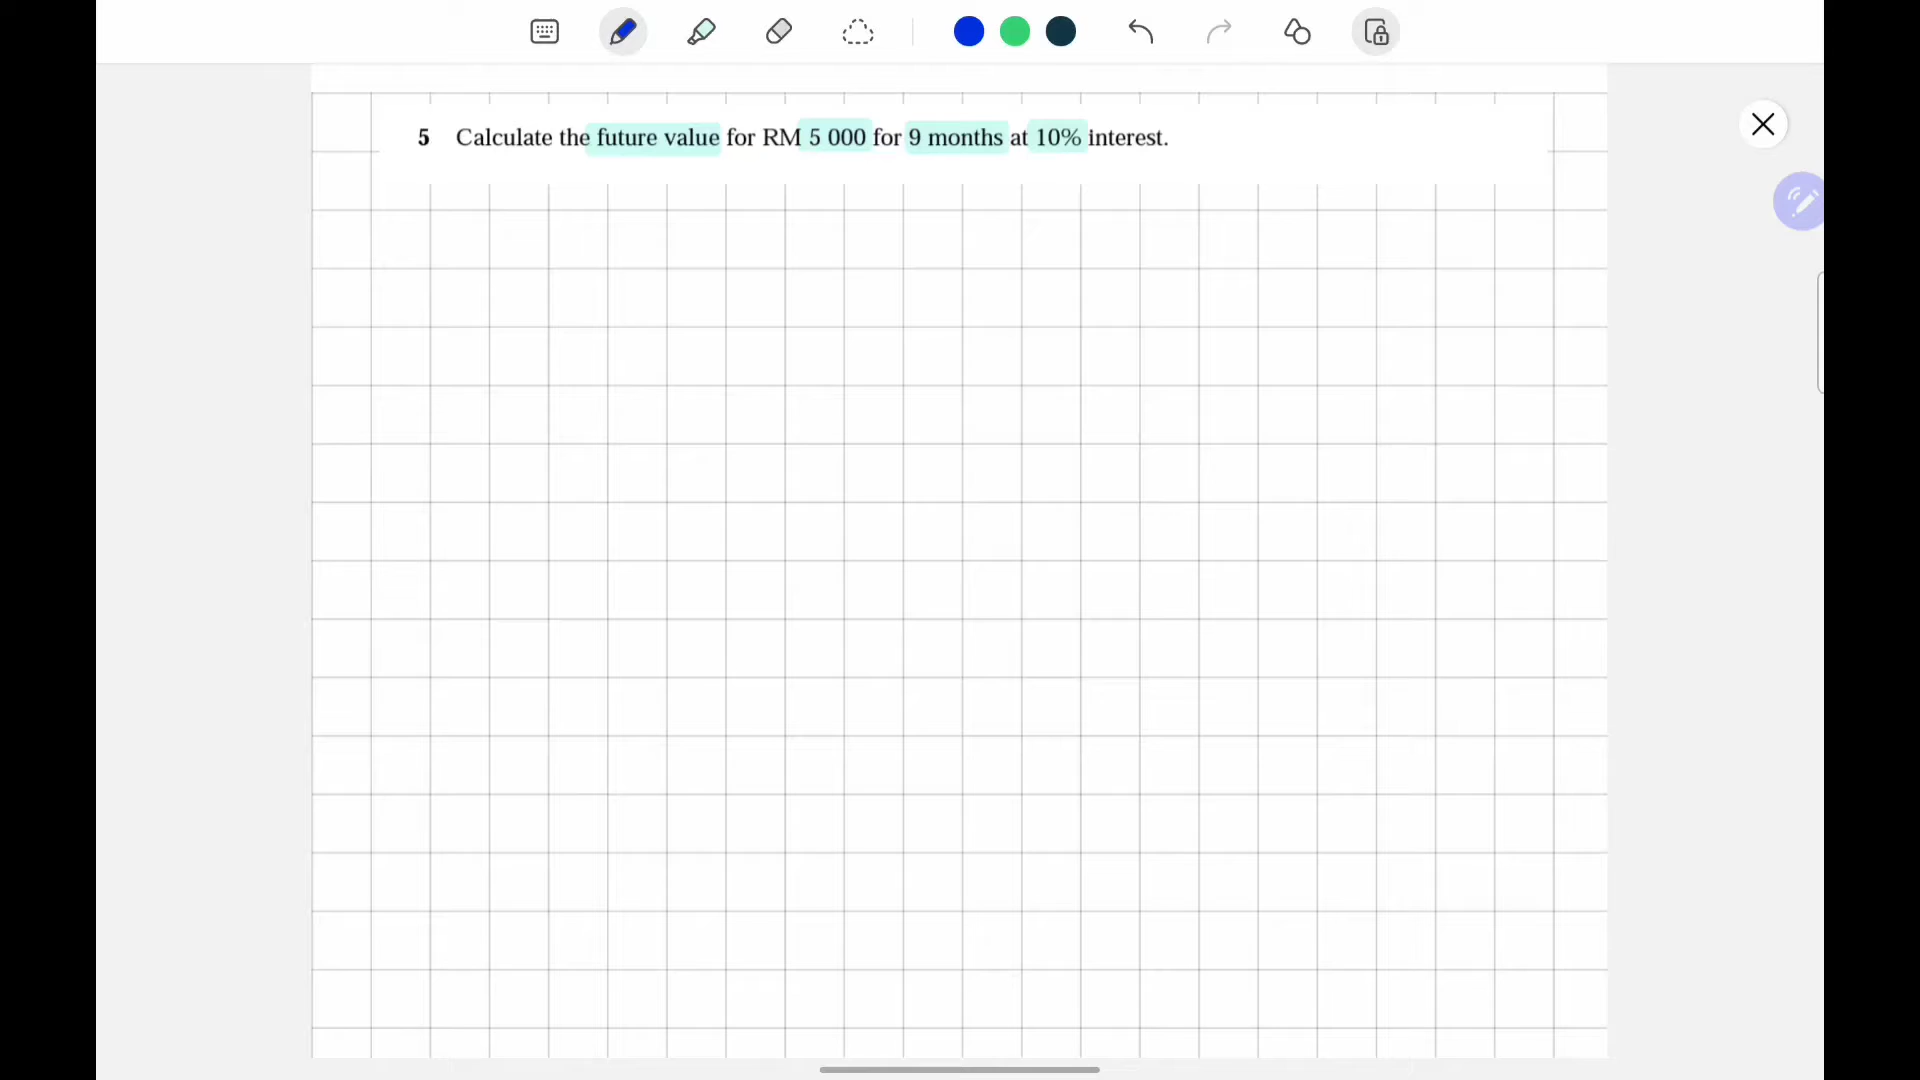 5 Calculate the future value for RM 5 000 for 9 months at 10% interest.